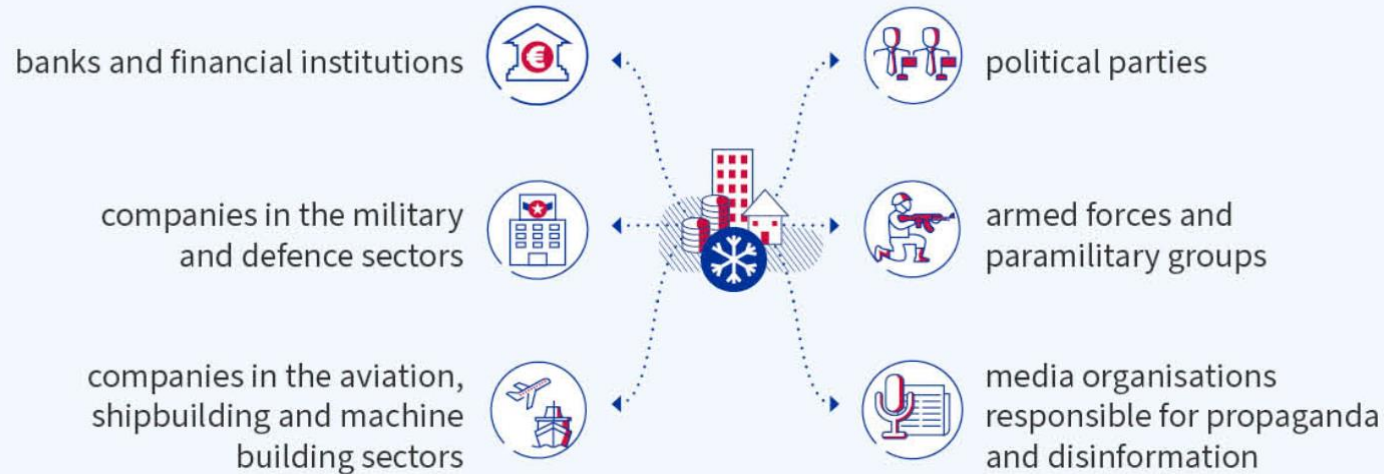 banks and financial institutions
companies in the military
and defence sectors
companies in the aviation,
shipbuilding and machine
building sectors
political parties
armed forces and
paramilitary groups
media organisations
responsible for propaganda
and disinformation